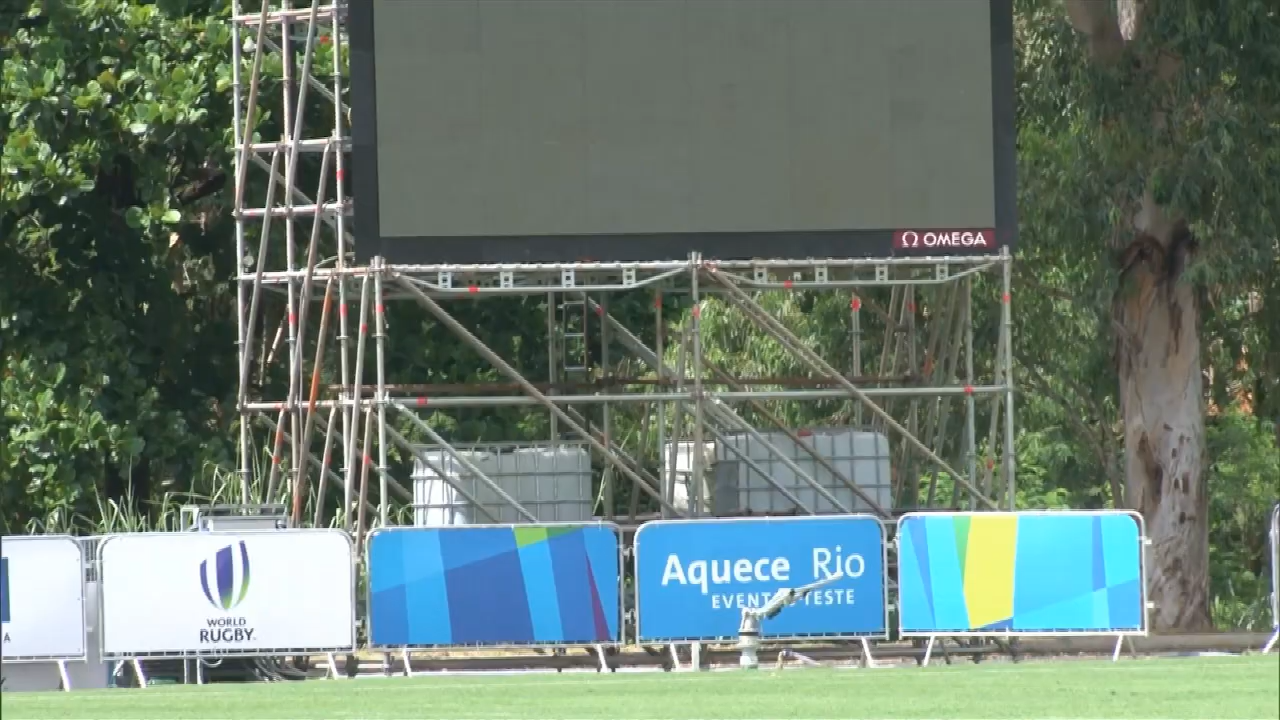 Ω OMEGA
WORLD
RUGBY
Aquece Rio
EVENTO-TESTE
A